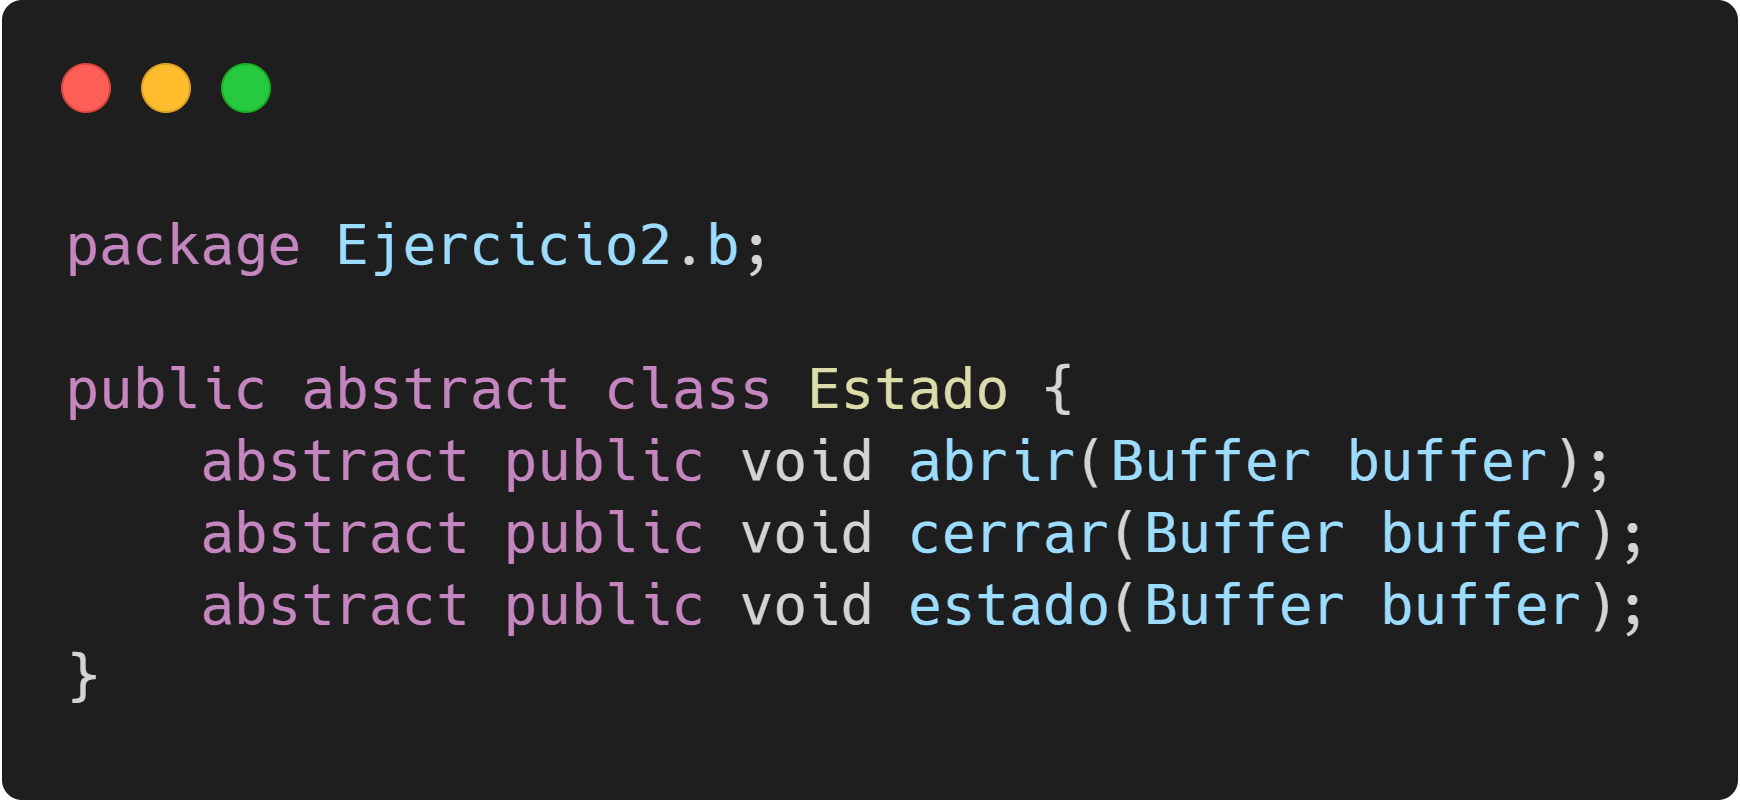 package Ejercicio2.b;
public abstract class Estado {
    abstract public void abrir(Buffer buffer);
    abstract public void cerrar(Buffer buffer);
    abstract public void estado(Buffer buffer);
}